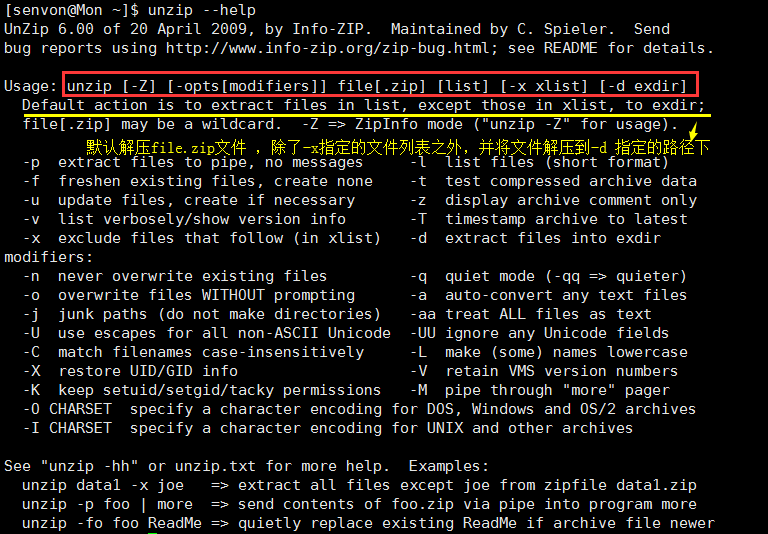 [senvon@Mon ~]$ unzip --help
UnZip 6.00 of 20 April 2009, by Info-ZIP.  Maintained by C. Spieler.  Send
bug reports using http://www.info-zip.org/zip-bug.html; see README for details.

Usage: unzip [-Z] [-opts[modifiers]] file[.zip] [list] [-x xlist] [-d exdir]
  Default action is to extract files in list, except those in xlist, to exdir;
  file[.zip] may be a wildcard.  -Z => ZipInfo mode ("unzip -Z" for usage).
默认解压file.zip文件 ，除了-x指定的文件列表之外，并将文件解压到-d 指定的路径下
  -p  extract files to pipe, no messages     -l  list files (short format)
  -f  freshen existing files, create none    -t  test compressed archive data
  -u  update files, create if necessary      -z  display archive comment only
  -v  list verbosely/show version info       -T  timestamp archive to latest
  -x  exclude files that follow (in xlist)   -d  extract files into exdir
modifiers:
  -n  never overwrite existing files         -q  quiet mode (-qq => quieter)
  -o  overwrite files WITHOUT prompting      -a  auto-convert any text files
  -j  junk paths (do not make directories)   -aa treat ALL files as text
  -U  use escapes for all non-ASCII Unicode  -UU ignore any Unicode fields
  -C  match filenames case-insensitively     -L  make (some) names lowercase
  -X  restore UID/GID info                   -V  retain VMS version numbers
  -K  keep setuid/setgid/tacky permissions   -M  pipe through "more" pager
  -O CHARSET  specify a character encoding for DOS, Windows and OS/2 archives
  -I CHARSET  specify a character encoding for UNIX and other archives

See "unzip -hh" or unzip.txt for more help.  Examples:
  unzip data1 -x joe   => extract all files except joe from zipfile data1.zip
  unzip -p foo | more  => send contents of foo.zip via pipe into program more
  unzip -fo foo ReadMe => quietly replace existing ReadMe if archive file newer